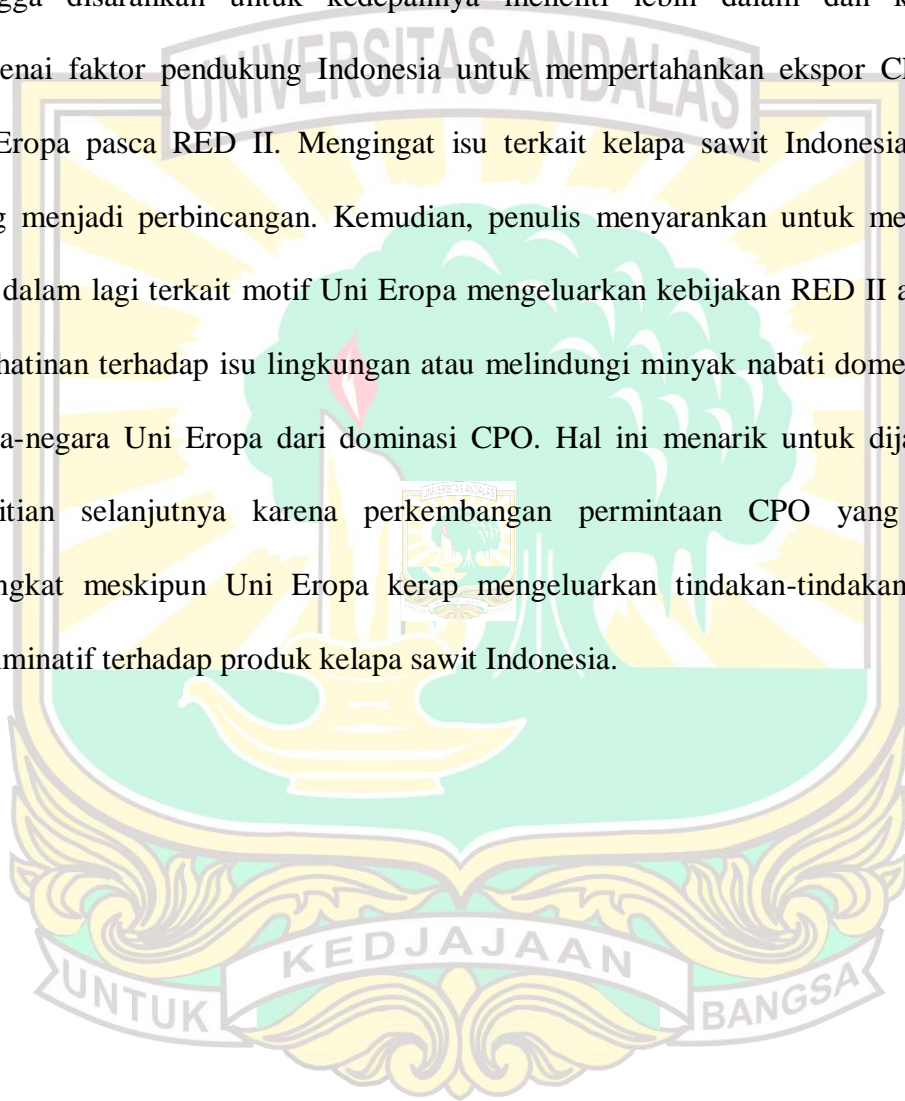 ngga disarankan untuk kedepannya meneliti lebih dalam dan k
enai faktor pendukung Indonesia untuk mempertahankan ekspor C
Eropa pasca RED II. Mengingat isu terkait kelapa sawit Indonesia
g menjadi perbincangan. Kemudian, penulis menyarankan untuk me
dalam lagi terkait motif Uni Eropa mengeluarkan kebijakan RED II a
hatinan terhadap isu lingkungan atau melindungi minyak nabati dome
a-negara Uni Eropa dari dominasi CPO. Hal ini menarik untuk dija
itian selanjutnya karena perkembangan permintaan CPO yang
ngkat meskipun Uni Eropa kerap mengeluarkan tindakan-tindakan
iminatif terhadap produk kelapa sawit Indonesia.
UNIVERSITAS ANDALAS
UNIVERSITAS ANDALAS
UNTUK KEDJAJAAN BANGSA